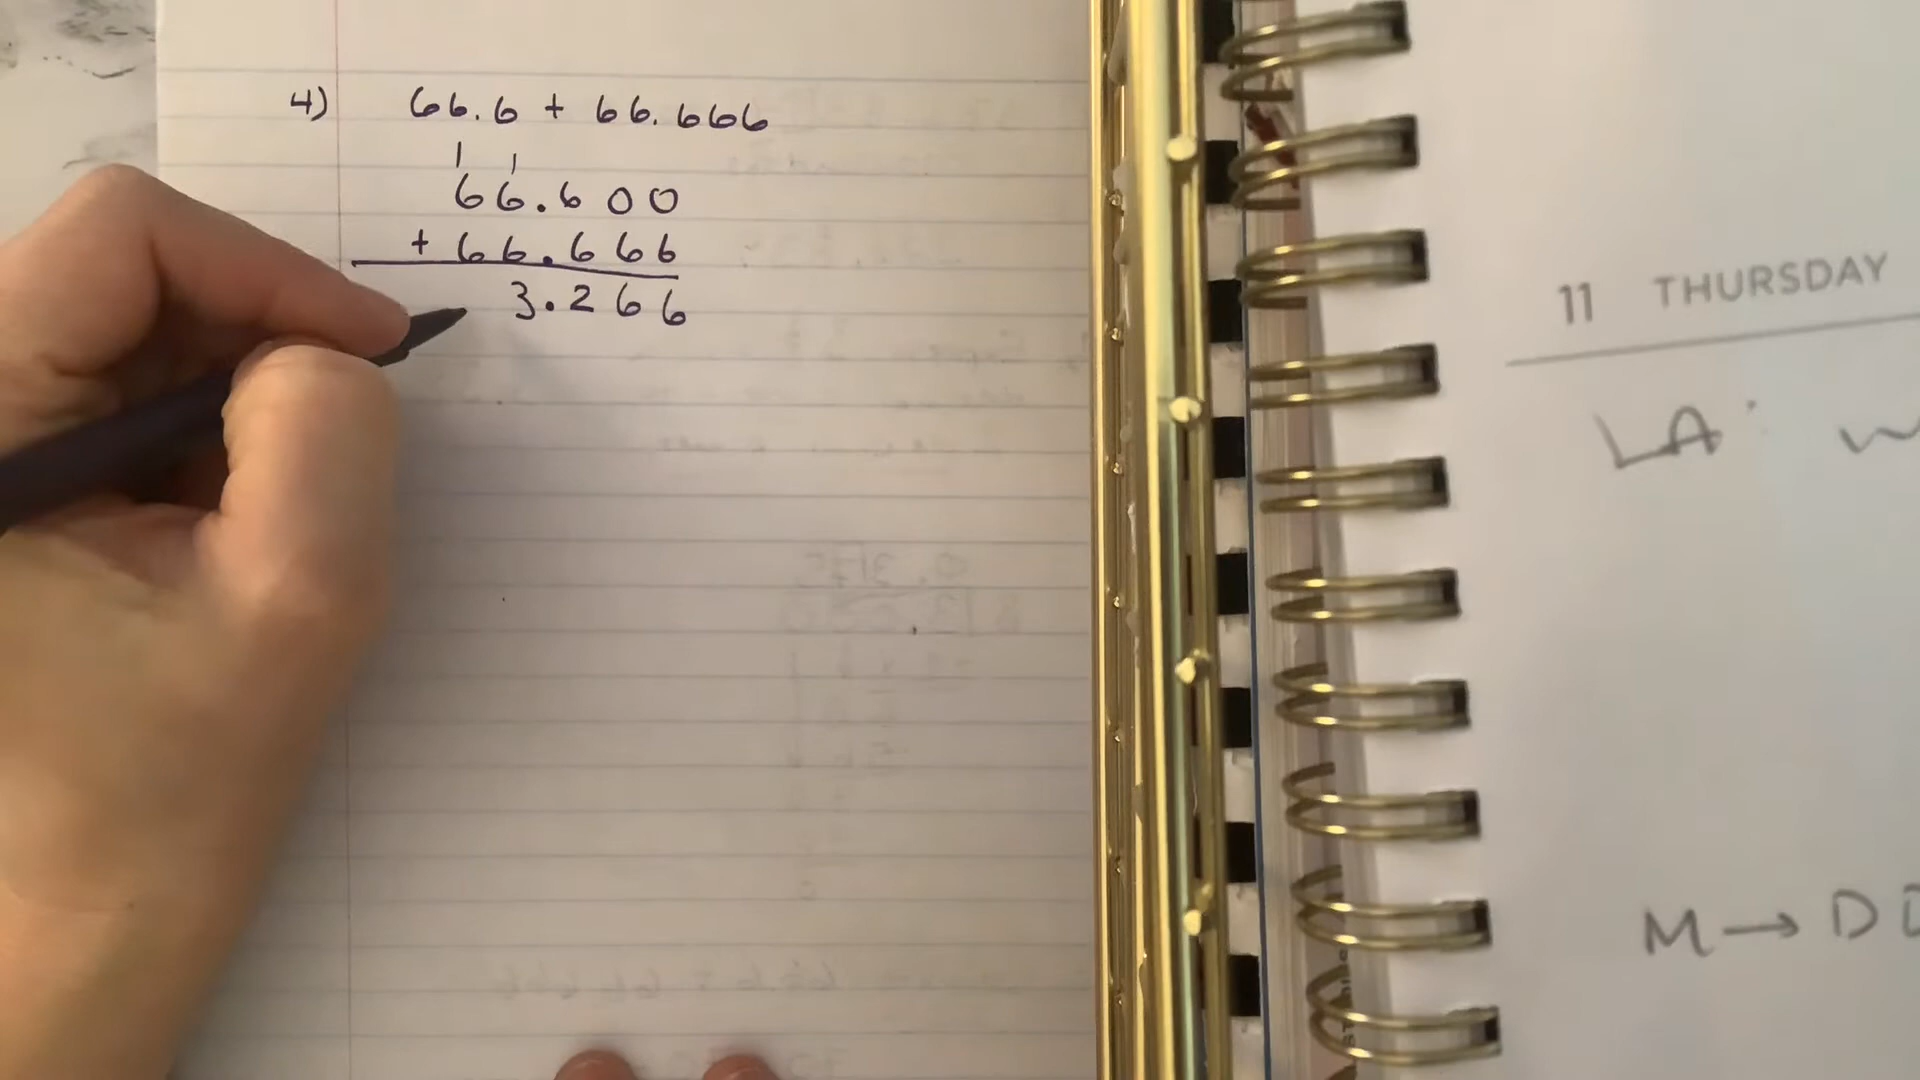 4) 66.6 + 66.666
1 1
66.600
+ 66.666
3.266
11 THURSDAY
LA:
M → D